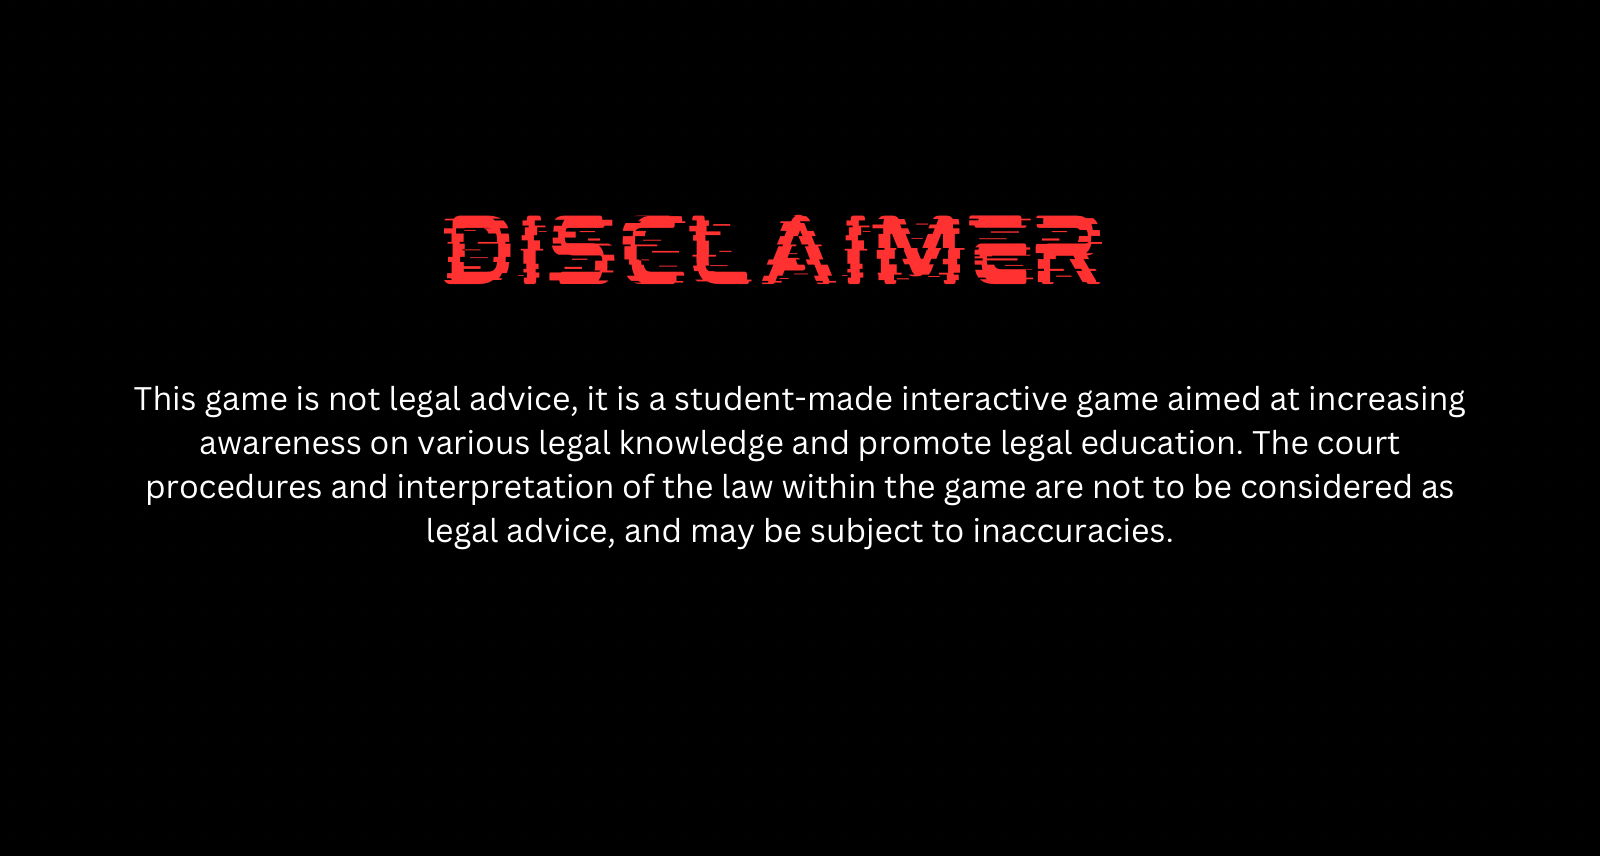 DISCLAIMER
This game is not legal advice, it is a student-made interactive game aimed at increasing
awareness on various legal knowledge and promote legal education. The court
procedures and interpretation of the law within the game are not to be considered as
legal advice, and may be subject to inaccuracies.